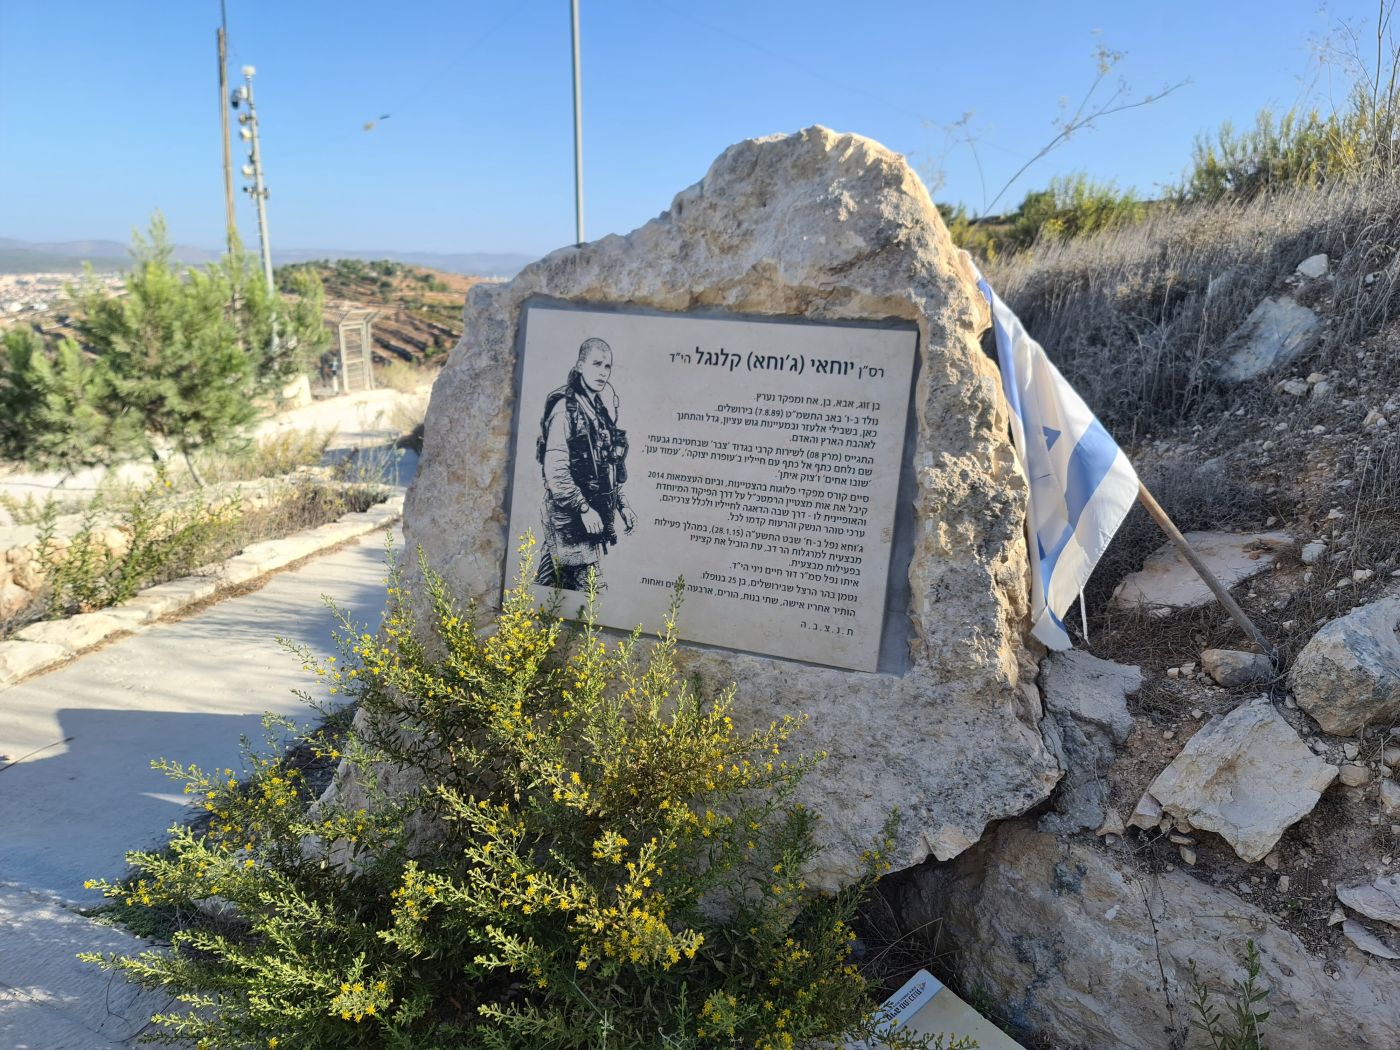 רס"ן יוחאי (ג'וחא) קלנגל הי"ד
בן זוג, אבא, בן, אח ומפקד נערץ.
נולד ב-ו' באב התשמ"ט (7.8.89) בירושלים.
כאן, בשבילי אלעזר ובמעיינות גוש עציון, גדל והתחנך
לאהבת הארץ והאדם.
התגייס (מרץ 08) לשירות קרבי בגדוד 'צבר' שבחטיבת גבעתי
שם נלחם כתף אל כתף עם חייליו ב'עופרת יצוקה', 'עמוד ענן',
'שובו אחים' ו'צוק איתן'.
סיים קורס מפקדי פלוגות בהצטיינות, וביום העצמאות 2014
קיבל את אות מצטיין הרמטכ"ל על דרך הפיקוד המיוחדת
והאופיינית לו - דרך שבה הדאגה לחייליו ולכלל צרכיהם,
ערכי טוהר הנשק והרעות קדמו לכל.
ג'וחא נפל ב-ח' שבט התשע"ה (28.1.15), במהלך פעילות
מבצעית למרגלות הר דב, עת הוביל את קציניו
בפעילות מבצעית.
איתו נפל סמ"ר דור חיים ניני הי"ד.
נטמן בהר הרצל שבירושלים, בן 25 בנופלו.
הותיר אחריו אישה, שתי בנות, הורים, ארבעה אחים ואחות.
ת.נ.צ.ב.ה